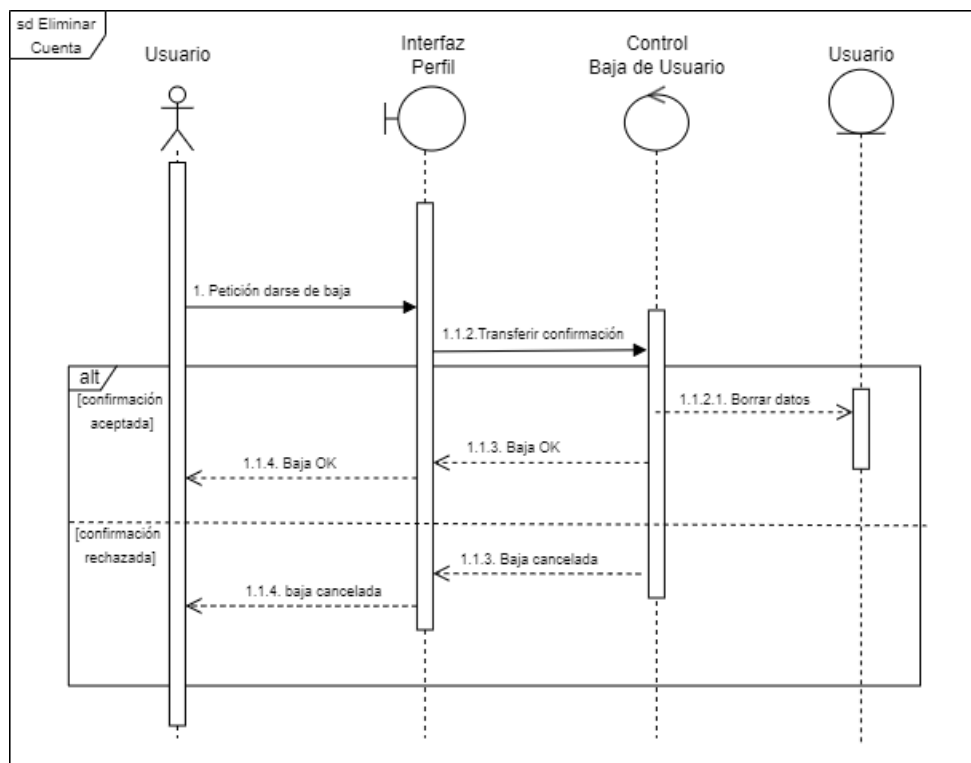 sd Eliminar
Cuenta
Usuario
Interfaz
Perfil
Control
Baja de Usuario
Usuario
1. Petición darse de baja
1.1.2.Transferir confirmación
alt
[confirmación
aceptada]
1.1.2.1. Borrar datos
1.1.3. Baja OK
1.1.4. Baja OK
[confirmación
rechazada]
1.1.3. Baja cancelada
1.1.4. baja cancelada